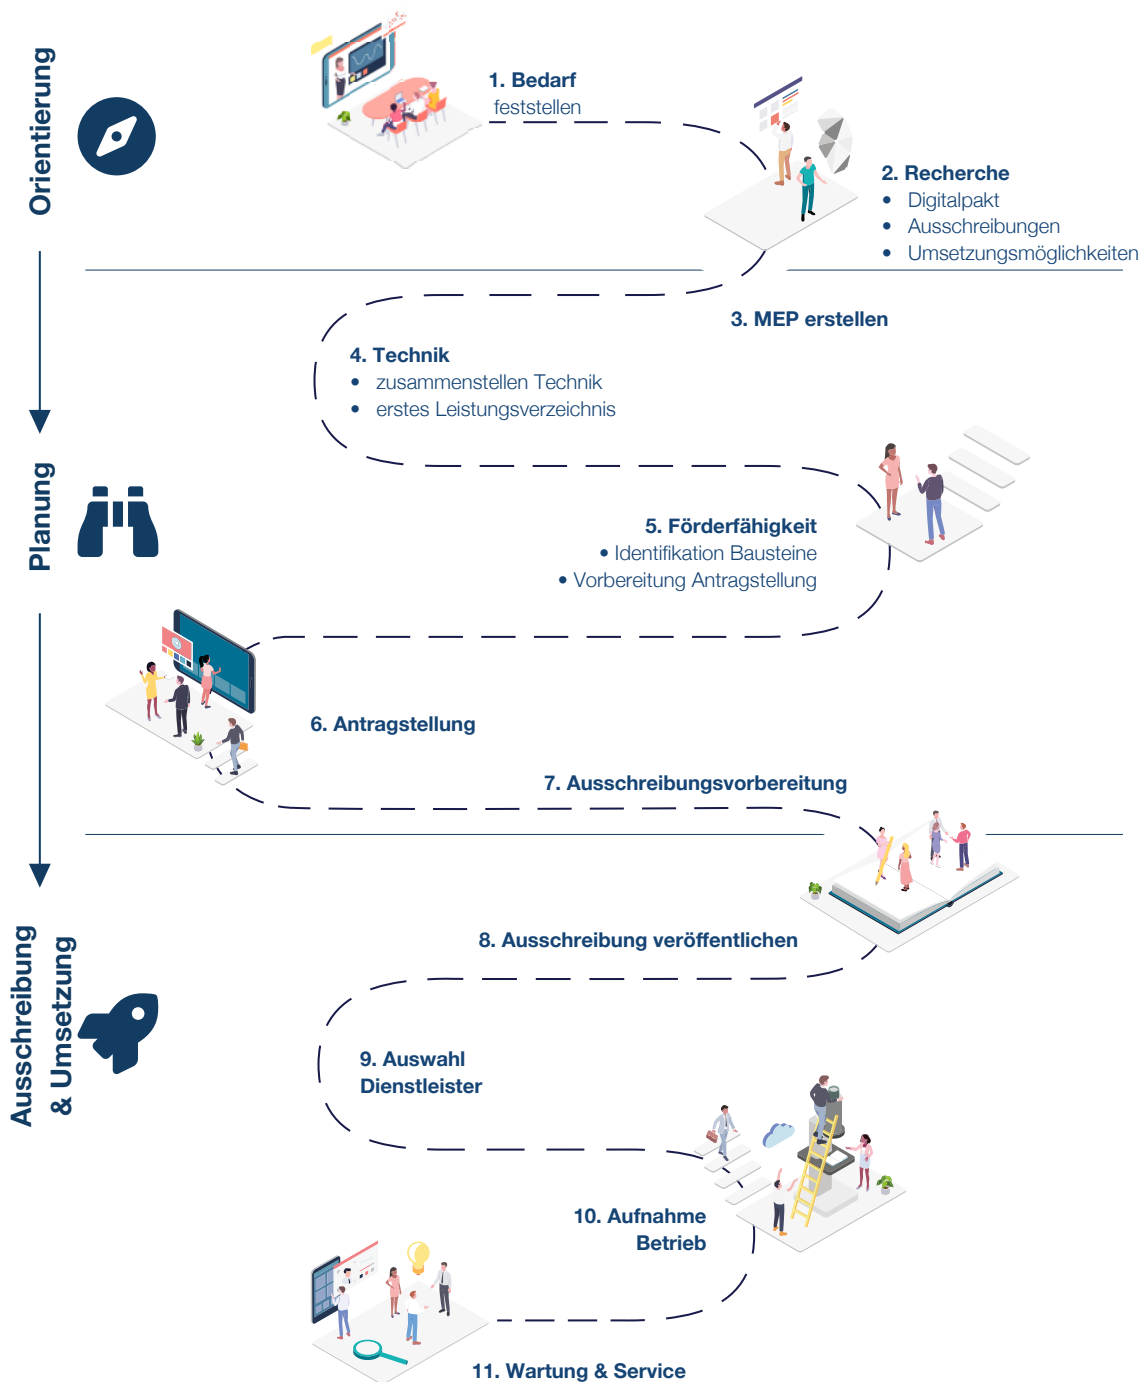 Orientierung
1. Bedarf
feststellen
2. Recherche
• Digitalpakt
• Ausschreibungen
• Umsetzungsmöglichkeiten
3. MEP erstellen
4. Technik
• zusammenstellen Technik
• erstes Leistungsverzeichnis
Planung
5. Förderfähigkeit
• Identifikation Bausteine
• Vorbereitung Antragstellung
6. Antragstellung
7. Ausschreibungsvorbereitung
Ausschreibung
& Umsetzung
8. Ausschreibung veröffentlichen
9. Auswahl
Dienstleister
10. Aufnahme
Betrieb
11. Wartung & Service